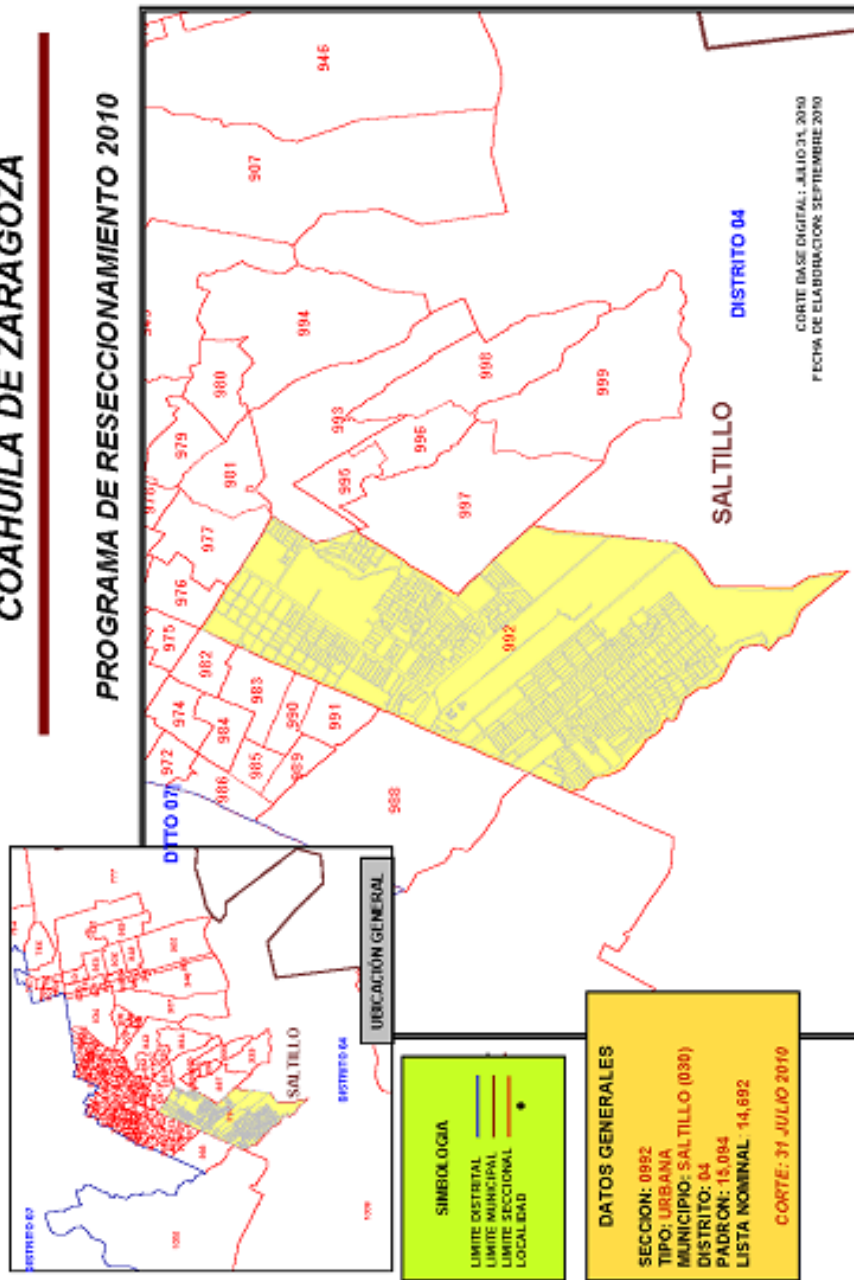 COAHUILA DE ZARAGOZA
PROGRAMA DE RESECCIONAMIENTO 2010
946
907
994
980
979
981
993
998
999
996
995
997
977
976
975
982
992
974
983
984
990
991
972
985
989
986
988
DTTO 07
DISTRITO 04
SALTILLO
CORTE BASE DIGITAL: JULIO 31, 2010
FECHA DE ELABORACION: SEPTIEMBRE 2010
DISTRITO 07
SALTILLO
DISTRITO 04
UBICACIÓN GENERAL
SIMBOLOGIA
LIMITE DISTRITAL
LIMITE MUNICIPAL
LIMITE SECCIONAL
LOCALIDAD
DATOS GENERALES
SECCION: 0992
TIPO: URBANA
MUNICIPIO: SALTILLO (030)
DISTRITO: 04
PADRON: 15,094
LISTA NOMINAL: 14,692
CORTE: 31 JULIO 2010